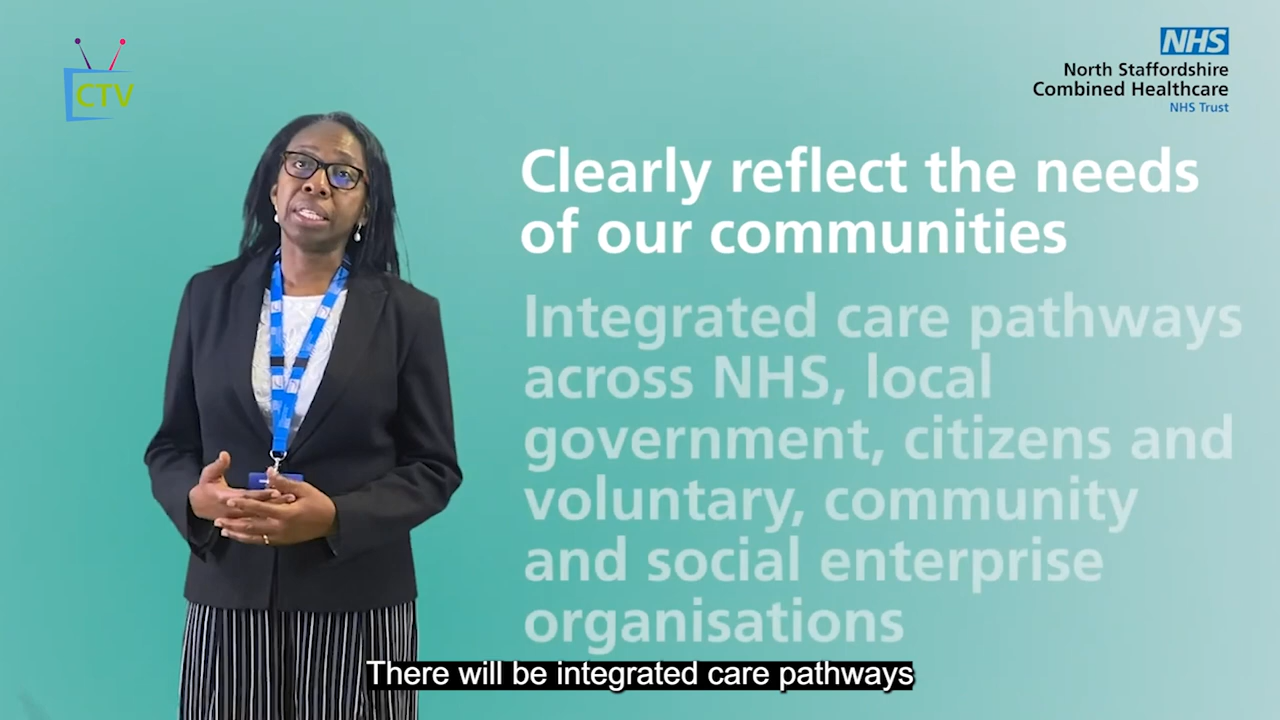 CTV
NHS
North Staffordshire
Combined Healthcare
NHS Trust
Clearly reflect the needs
of our communities
Integrated care pathways
across NHS, local
government, citizens and
voluntary, community
and social enterprise
organisations
There will be integrated care pathways